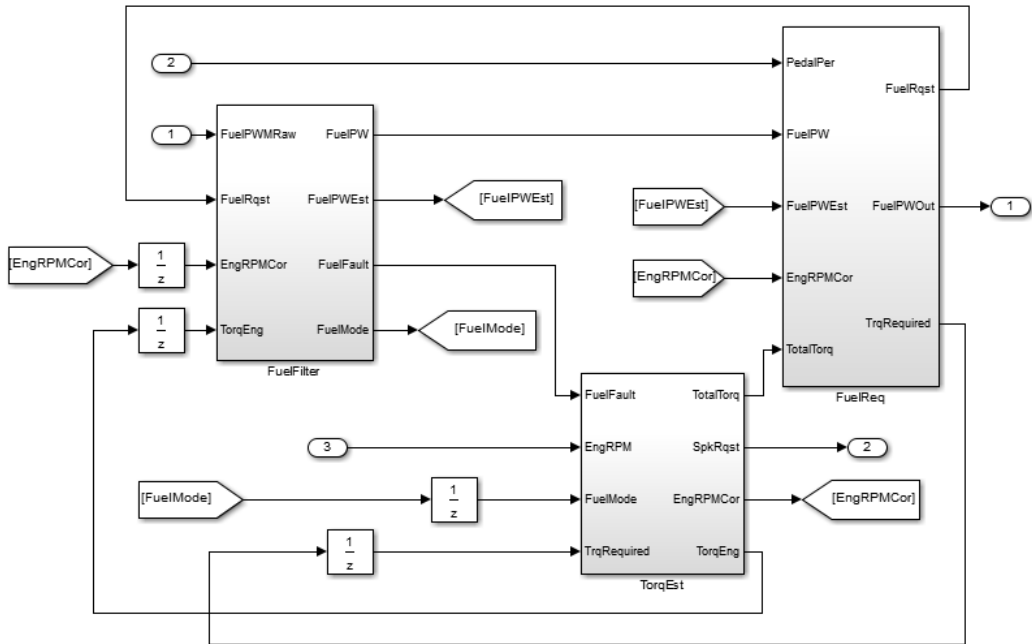 2
PedalPer
FuelRqst
1
FuelPWMRaw
FuelPW
FuelPW
FuelRqst
FuelPWEst
[FuelPWEst]
[FuelPWEst]
FuelPWEst
FuelPWOut
1
[EngRPMCor]
1
z
EngRPMCor
FuelFault
[EngRPMCor]
EngRPMCor
1
z
TorqEng
FuelMode
[FuelMode]
TrqRequired
TotalTorq
FuelFilter
FuelReq
FuelFault
TotalTorq
3
EngRPM
SpkRqst
2
[FuelMode]
1
z
FuelMode
EngRPMCor
[EngRPMCor]
1
z
TrqRequired
TorqEng
TorqEst